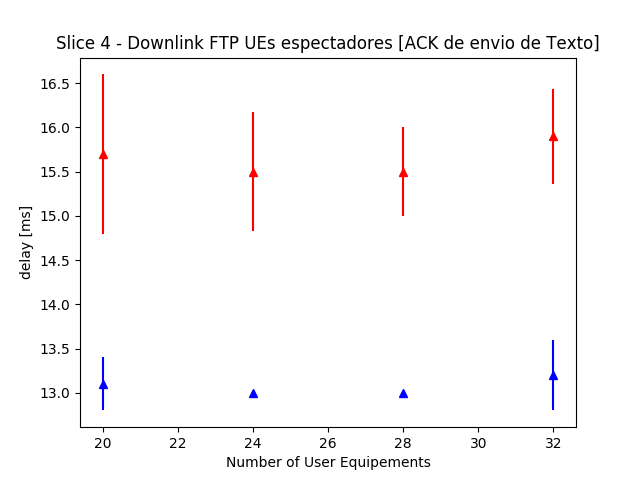 Slice 4 - Downlink FTP UEs espectadores [ACK de envio de Texto]
16.5
16.0
15.5
15.0
14.5
14.0
13.5
13.0
delay [ms]
20 22 24 26 28 30 32
Number of User Equipements